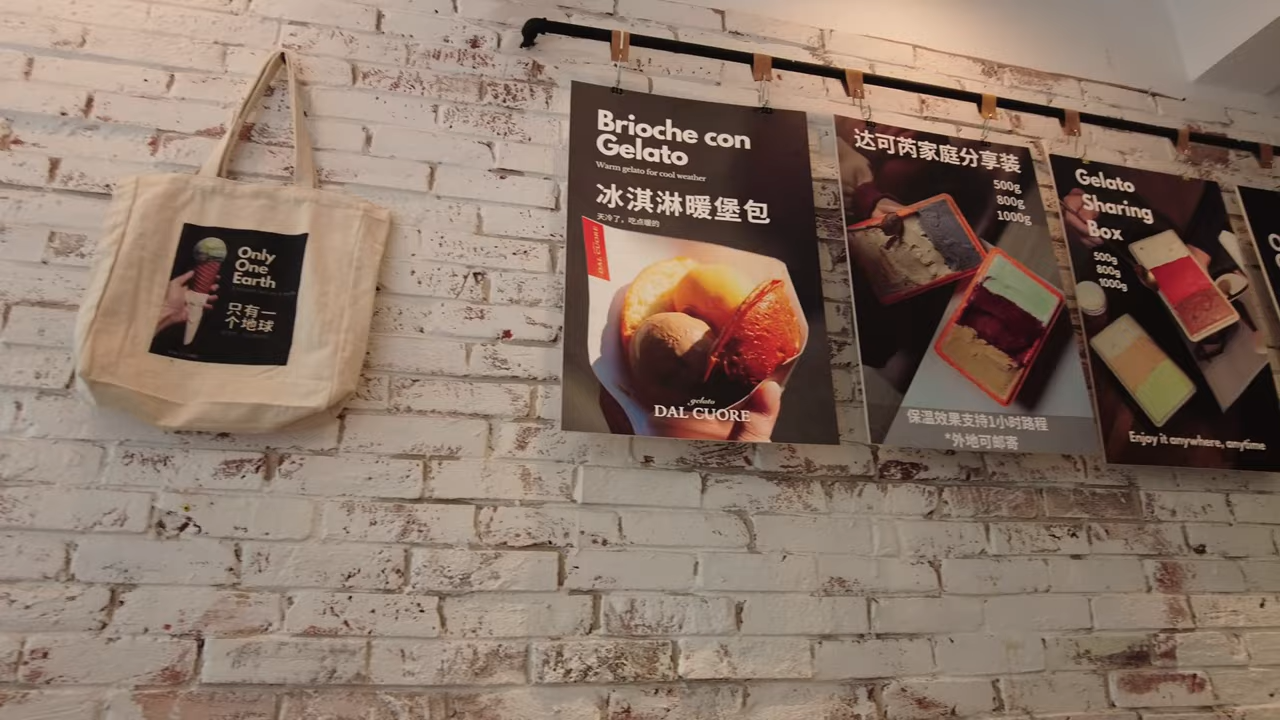 Only
One
Earth
只有一
个地球
Brioche con
Gelato
Warm gelato for cool weather
冰淇淋暖堡包
天冷了，吃点暖的
DAL CUORE
gelato
DAL CUORE
达可芮家庭分享装
500g
800g
1000g
保温效果支持1小时路程
*外地可邮寄
Gelato
Sharing
Box
500g
800g
1000g
Enjoy it anywhere, anytime